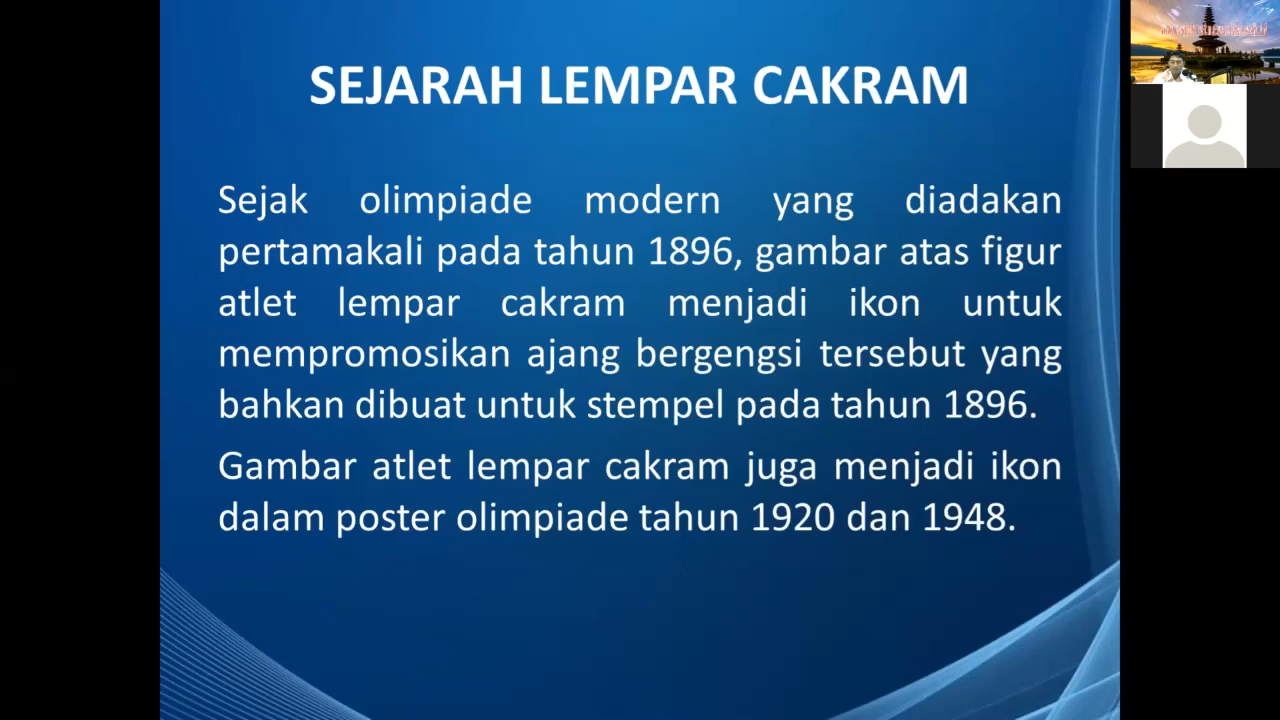 SEJARAH LEMPAR CAKRAM
Sejak olimpiade modern yang diadakan
pertamakali pada tahun 1896, gambar atas figur
atlet lempar cakram menjadi ikon untuk
mempromosikan ajang bergengsi tersebut yang
bahkan dibuat untuk stempel pada tahun 1896.
Gambar atlet lempar cakram juga menjadi ikon
dalam poster olimpiade tahun 1920 dan 1948.